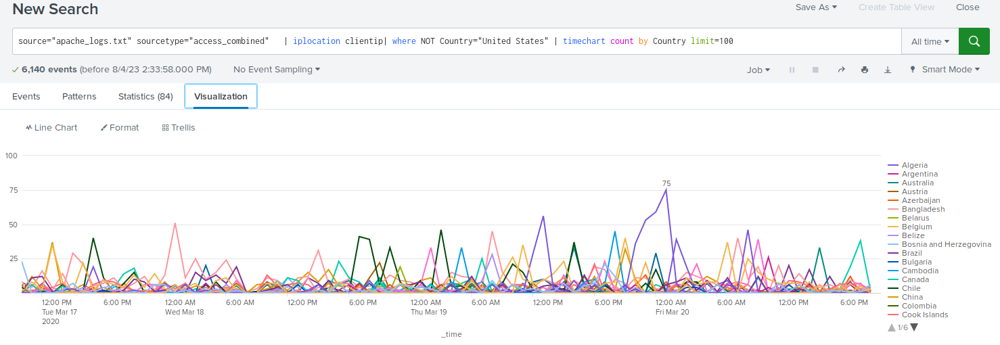 New Search
Save As ▾ Create Table View Close
source="apache_logs.txt" sourcetype="access_combined" | iplocation clientip| where NOT Country="United States" | timechart count by Country limit=100
All time ▾
✓ 6,140 events (before 8/4/23 2:33:58.000 PM) No Event Sampling ▾
Job ▾ Smart Mode ▾
Events Patterns Statistics (84) Visualization
Line Chart Format Trellis
100
75
50
25
75
12:00 PM 6:00 PM 12:00 AM 6:00 AM 12:00 PM 6:00 PM 12:00 AM 6:00 AM 12:00 PM 6:00 PM 12:00 AM 6:00 AM 12:00 PM 6:00 PM
Tue Mar 17 Wed Mar 18 Thu Mar 19 Fri Mar 20
2020
_time
Algeria
Argentina
Australia
Austria
Azerbaijan
Bangladesh
Belarus
Belgium
Belize
Bosnia and Herzegovina
Brazil
Bulgaria
Cambodia
Canada
Chile
China
Colombia
Cook Islands
▲ 1/6 ▼